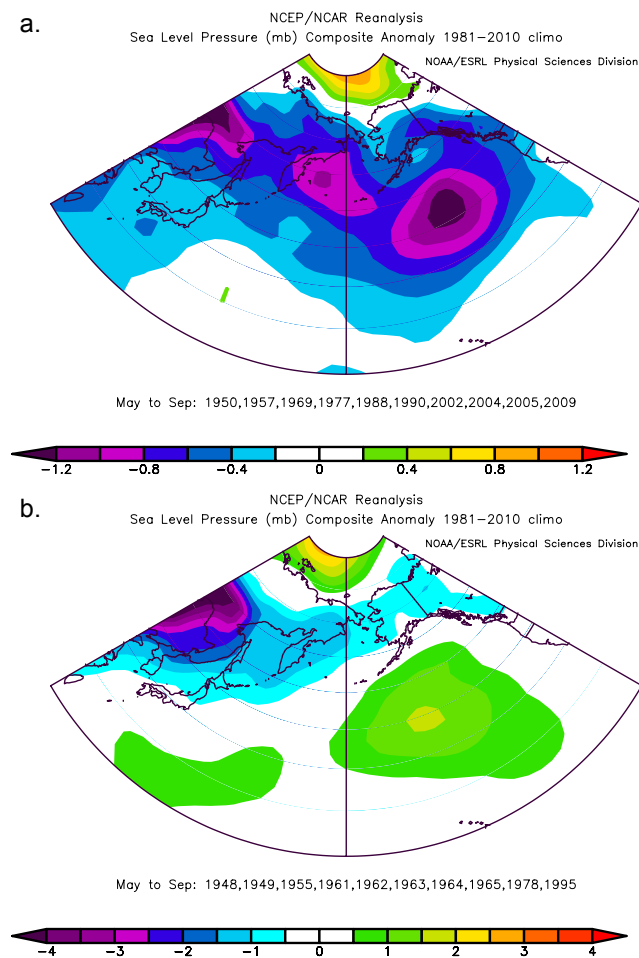 a.
NCEP/NCAR Reanalysis
Sea Level Pressure (mb) Composite Anomaly 1981−2010 climo
NOAA/ESRL Physical Sciences Division
May to Sep: 1950,1957,1969,1977,1988,1990,2002,2004,2005,2009
−1.2 −0.8 −0.4 0 0.4 0.8 1.2
b.
NCEP/NCAR Reanalysis
Sea Level Pressure (mb) Composite Anomaly 1981−2010 climo
NOAA/ESRL Physical Sciences Division
May to Sep: 1948,1949,1955,1961,1962,1963,1964,1965,1978,1995
−4 −3 −2 −1 0 1 2 3 4